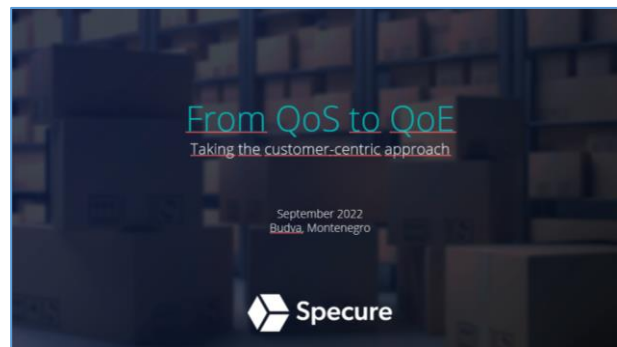 From QoS to QoE
Taking the customer-centric approach
September 2022
Budva, Montenegro
Specure